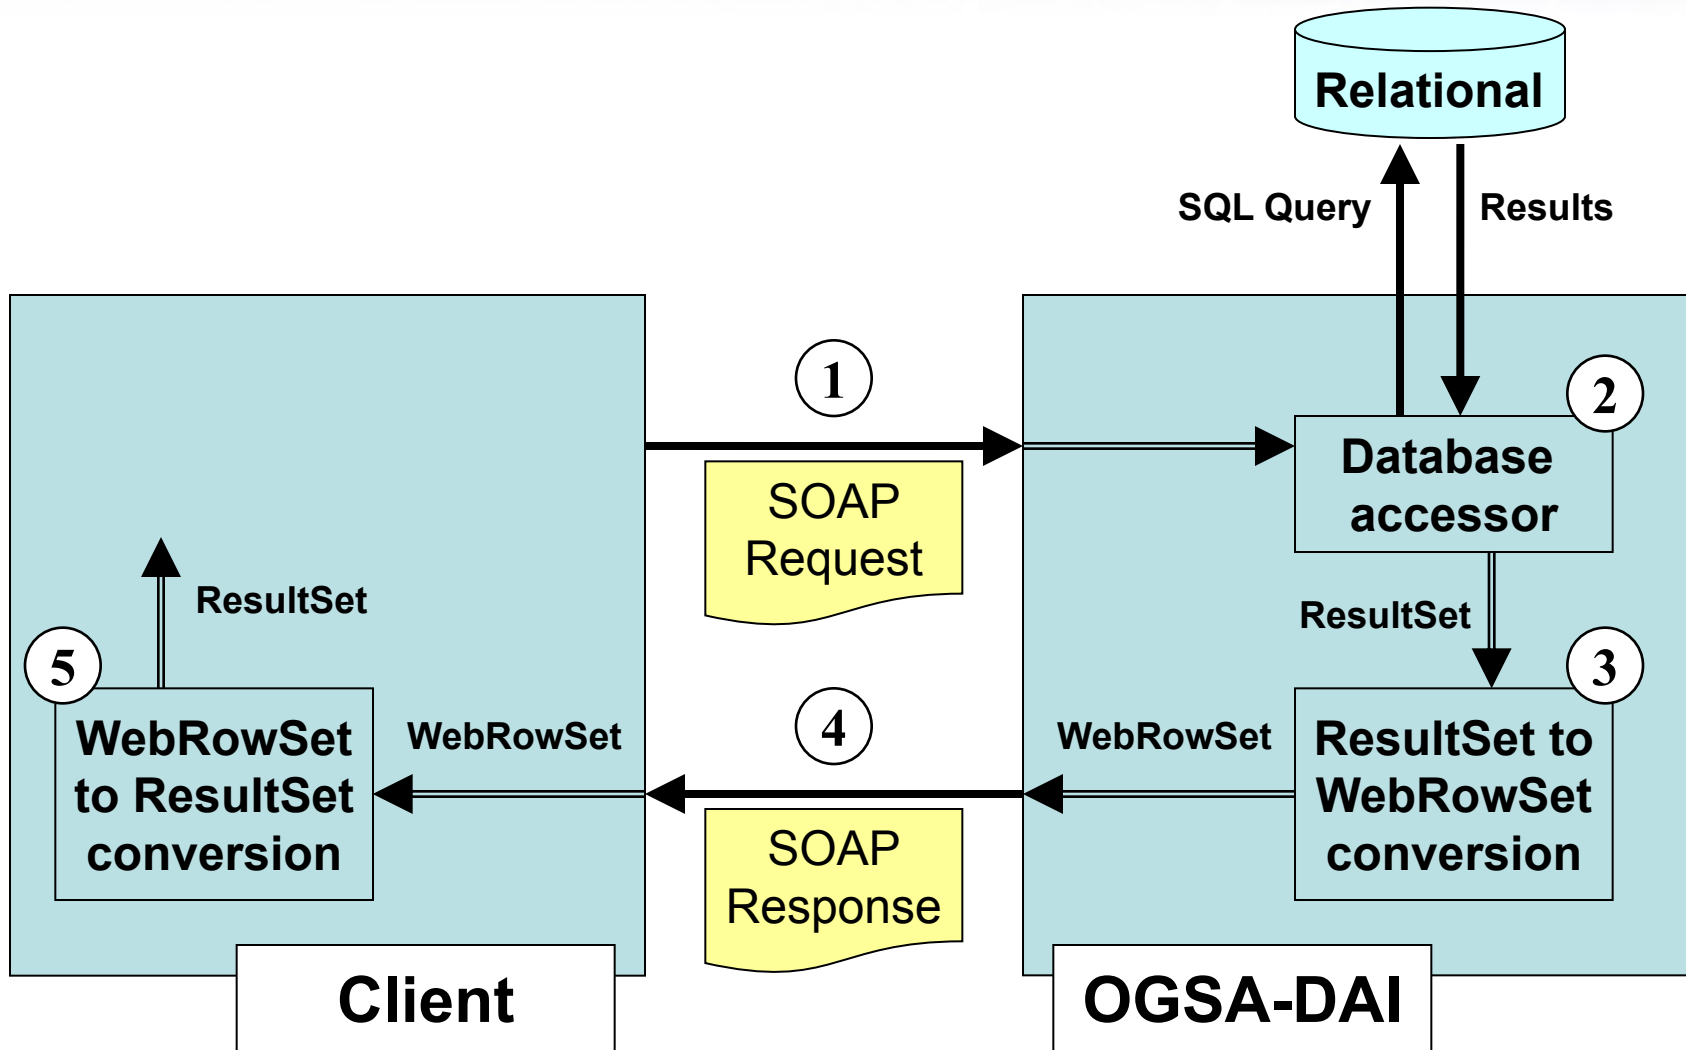 Relational
SQL Query
Results
1
2
Database
accessor
SOAP
Request
ResultSet
ResultSet
5
4
3
WebRowSet
to ResultSet
conversion
WebRowSet
WebRowSet
ResultSet to
WebRowSet
conversion
SOAP
Response
Client
OGSA-DAI